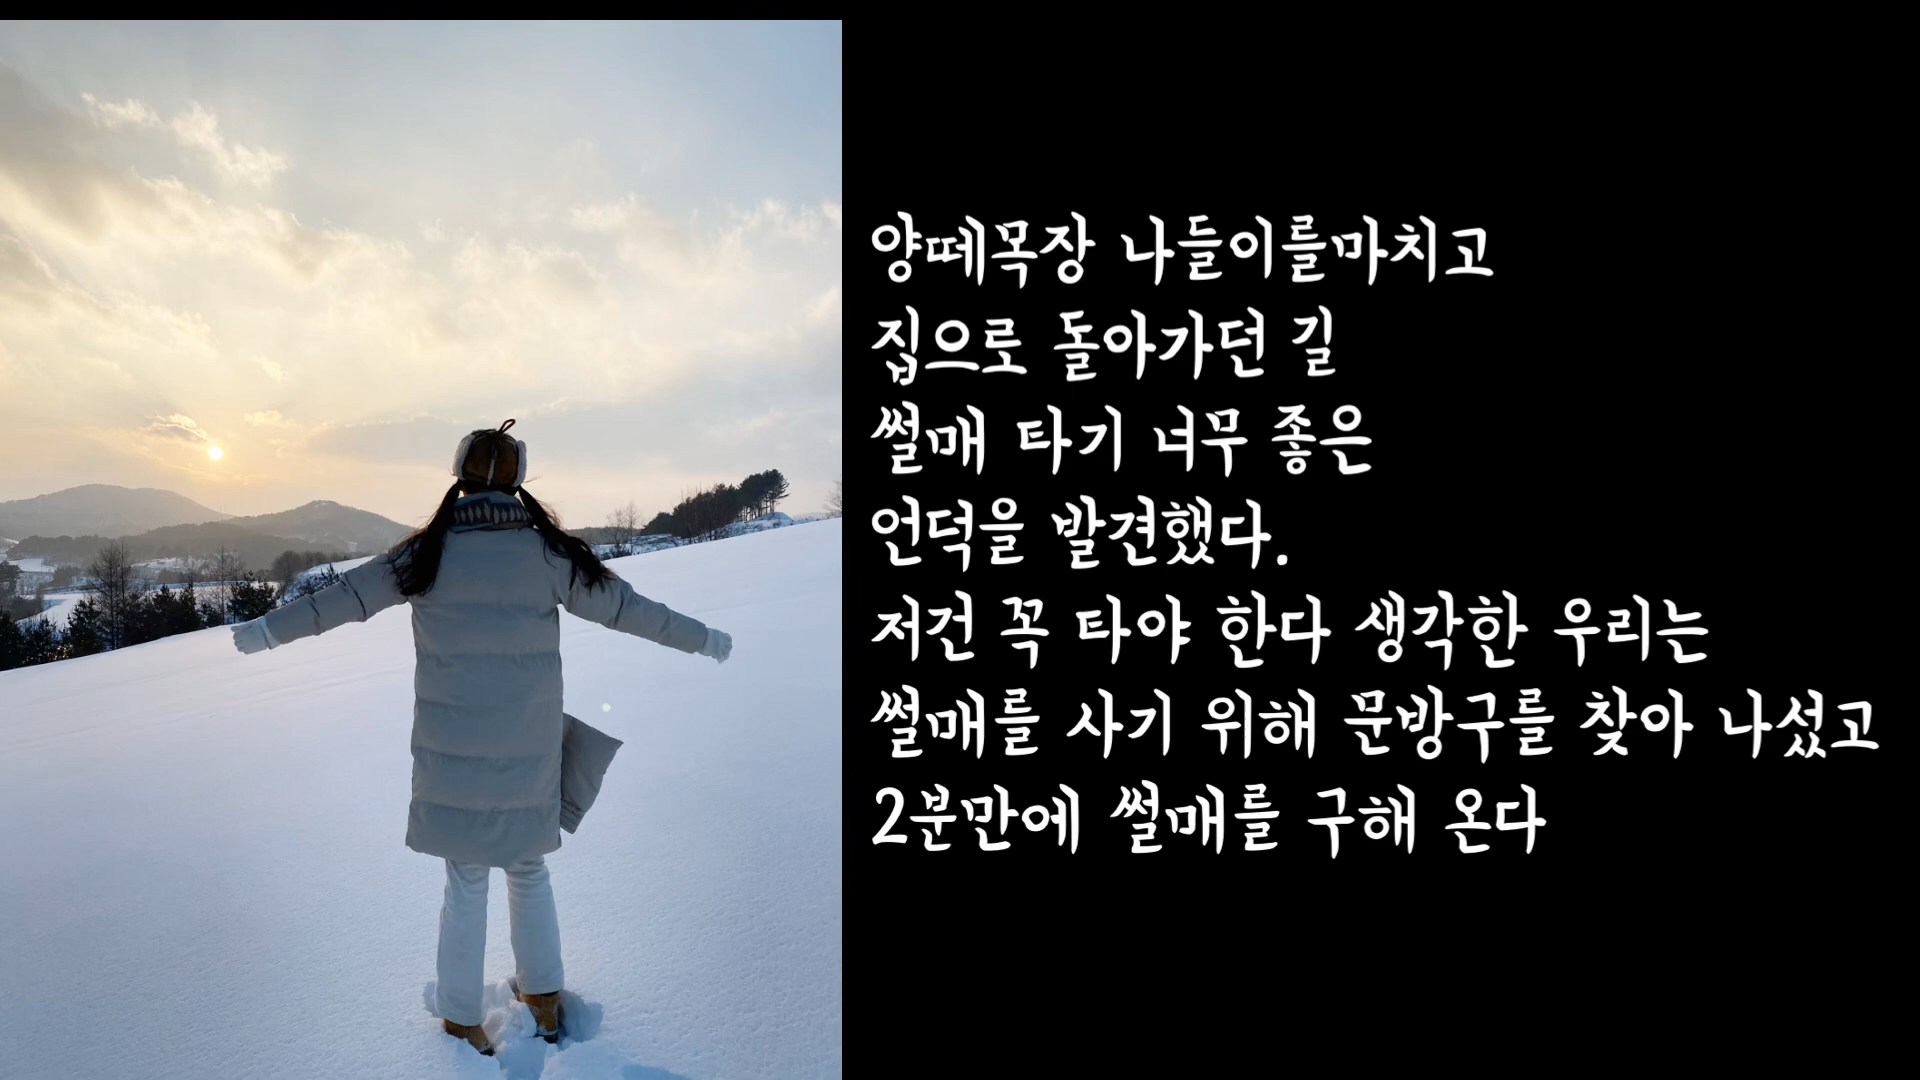 양떼목장 나들이를마치고
집으로 돌아가던 길
썰매 타기 너무 좋은
언덕을 발견했다.
저건 꼭 타야 한다 생각한 우리는
썰매를 사기 위해 문방구를 찾아 나섰고
2분만에 썰매를 구해 온다